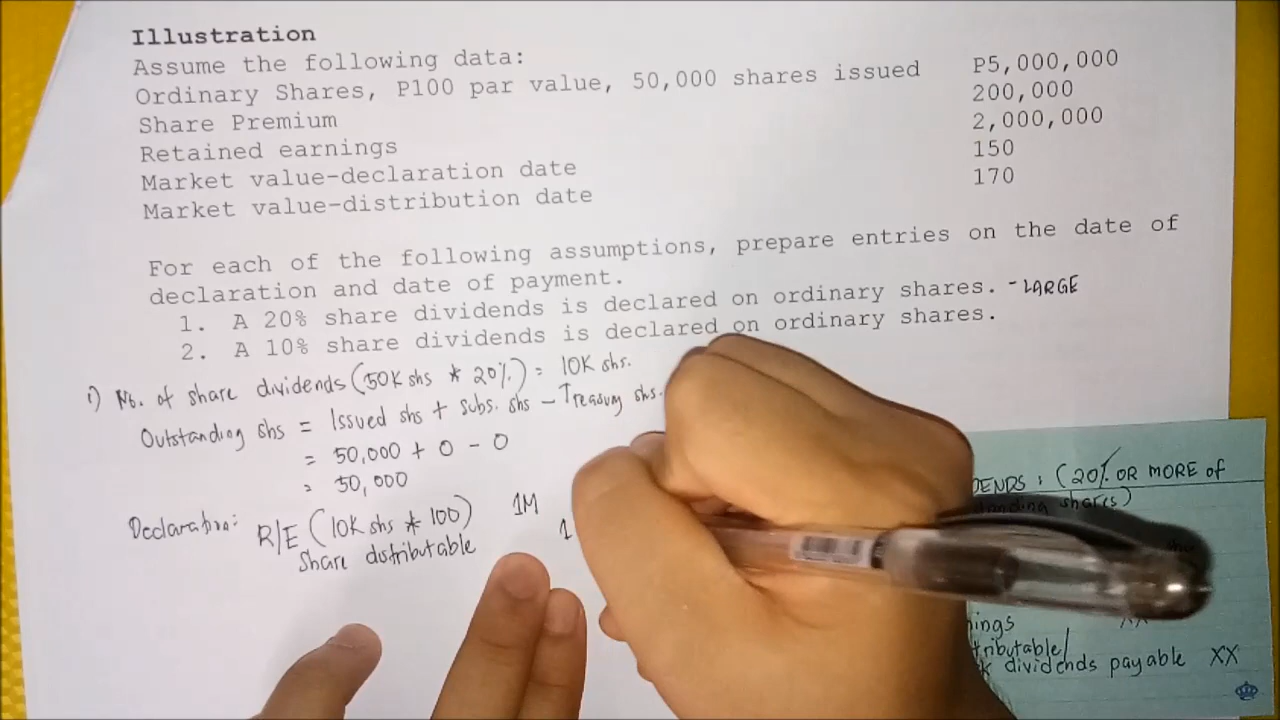 Illustration
Assume the following data:
Ordinary Shares, P100 par value, 50,000 shares issued P5,000,000
Share Premium 200,000
Retained earnings 2,000,000
Market value-declaration date 150
Market value-distribution date 170
For each of the following assumptions, prepare entries on the date of
declaration and date of payment.
1. A 20% share dividends is declared on ordinary shares. - LARGE
2. A 10% share dividends is declared on ordinary shares.
1) No. of share dividends (50K shs * 20%) = 10K shs.
Outstanding shs = Issued shs + Subs. shs - Treasury shs.
= 50,000 + 0 - 0
= 50,000
Declaration: R/E (10K shs * 100) 1M
Share distributable 1
DENDS : (20% OR MORE of
shares)
XX
dividends payable XX